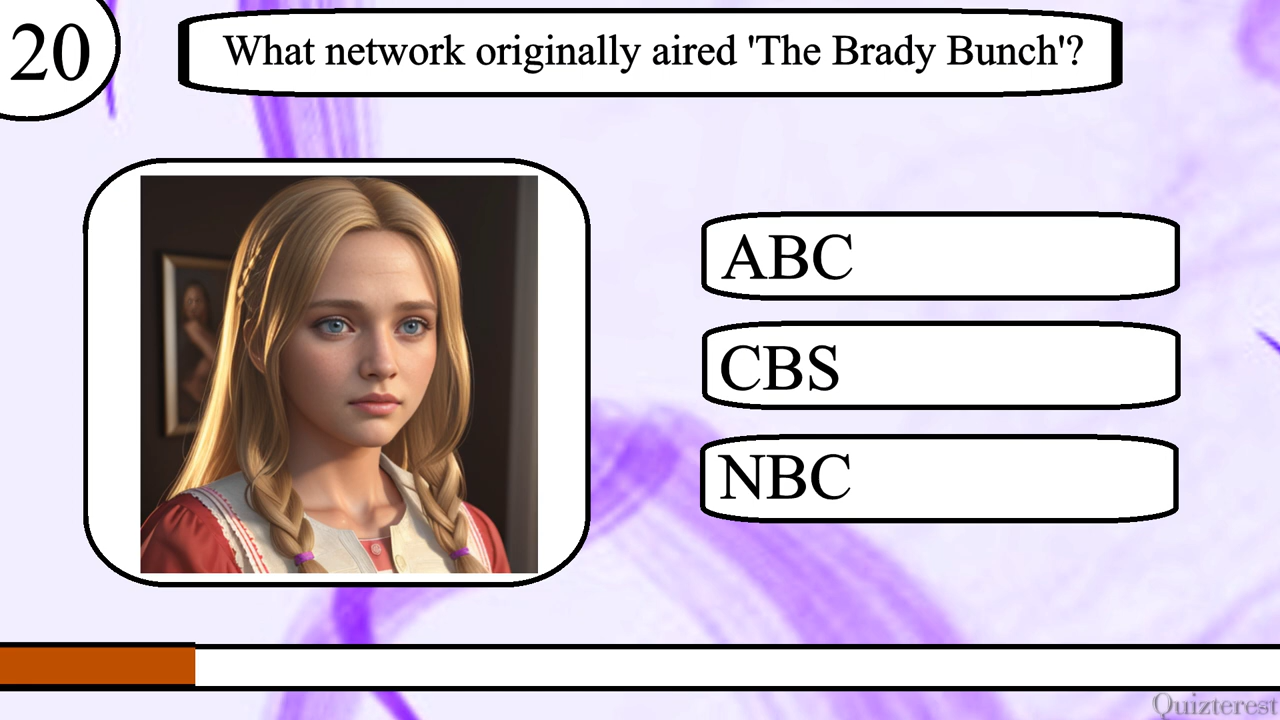 20
What network originally aired 'The Brady Bunch'?
ABC
CBS
NBC
Quizterest